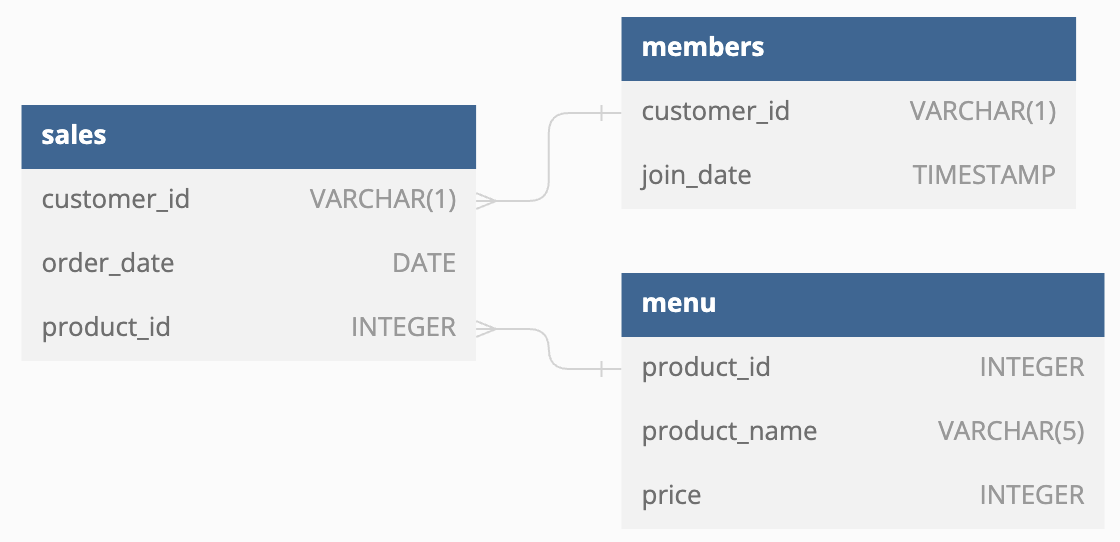 sales
customer_id VARCHAR(1)
order_date DATE
product_id INTEGER
members
customer_id VARCHAR(1)
join_date TIMESTAMP
menu
product_id INTEGER
product_name VARCHAR(5)
price INTEGER